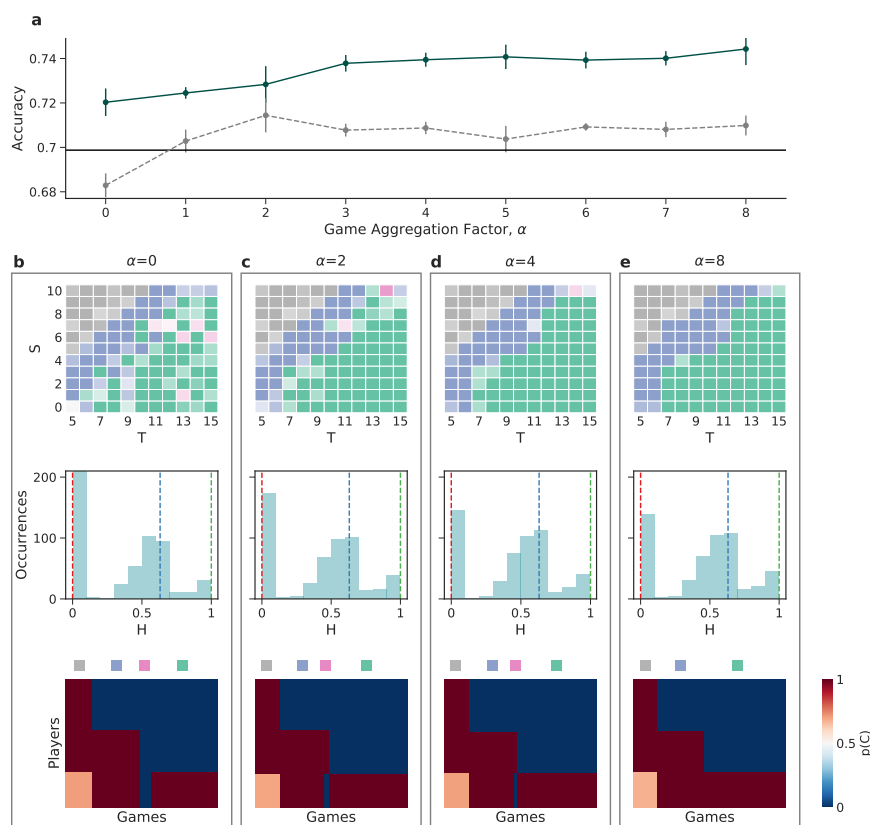 a
Accuracy
0.74
0.72
0.7
0.68
0 1 2 3 4 5 6 7 8
Game Aggregation Factor, α
b α=0 c α=2 d α=4 e α=8
S
10
8
6
4
2
0
5 7 9 11 13 15 5 7 9 11 13 15 5 7 9 11 13 15 5 7 9 11 13 15
T T T T
Occurrences
200
100
0
0 0.5 1 0 0.5 1 0 0.5 1 0 0.5 1
H H H H
Players
Games Games Games Games
1
0.5
0
p(C)